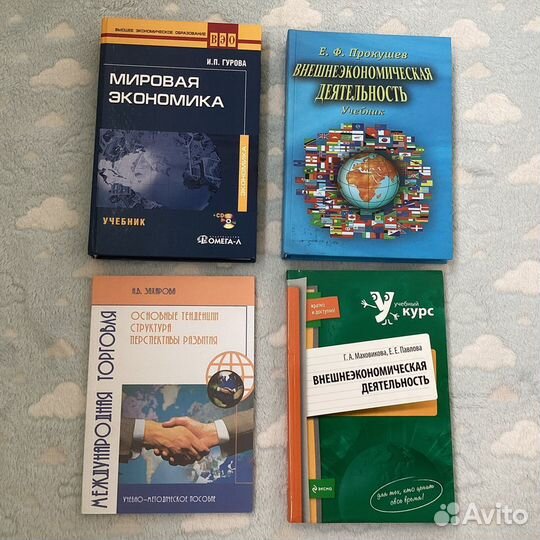 ВЫСШЕЕ ЭКОНОМИЧЕСКОЕ ОБРАЗОВАНИЕ
ВЭО
И.П. ГУРОВА
МИРОВАЯ
ЭКОНОМИКА
ЭКОНОМИКА
УЧЕБНИК
+CD
ОМЕГА-Л
Е. Ф. Прокушев
ВНЕШНЕЭКОНОМИЧЕСКАЯ
ДЕЯТЕЛЬНОСТЬ
Учебник
Н.В. ЗАХАРОВА
МЕЖДУНАРОДНАЯ ТОРГОВЛЯ
ОСНОВНЫЕ ТЕНДЕНЦИИ
СТРУКТУРА
ПЕРСПЕКТИВЫ РАЗВИТИЯ
УЧЕБНО-МЕТОДИЧЕСКОЕ ПОСОБИЕ
кратко
и доступно!
У
учебный
курс
Г. А. Маховикова, Е. Е. Павлова
ВНЕШНЕЭКОНОМИЧЕСКАЯ
ДЕЯТЕЛЬНОСТЬ
ЭКСМО
для тех, кто ценит
свое время!
Avito